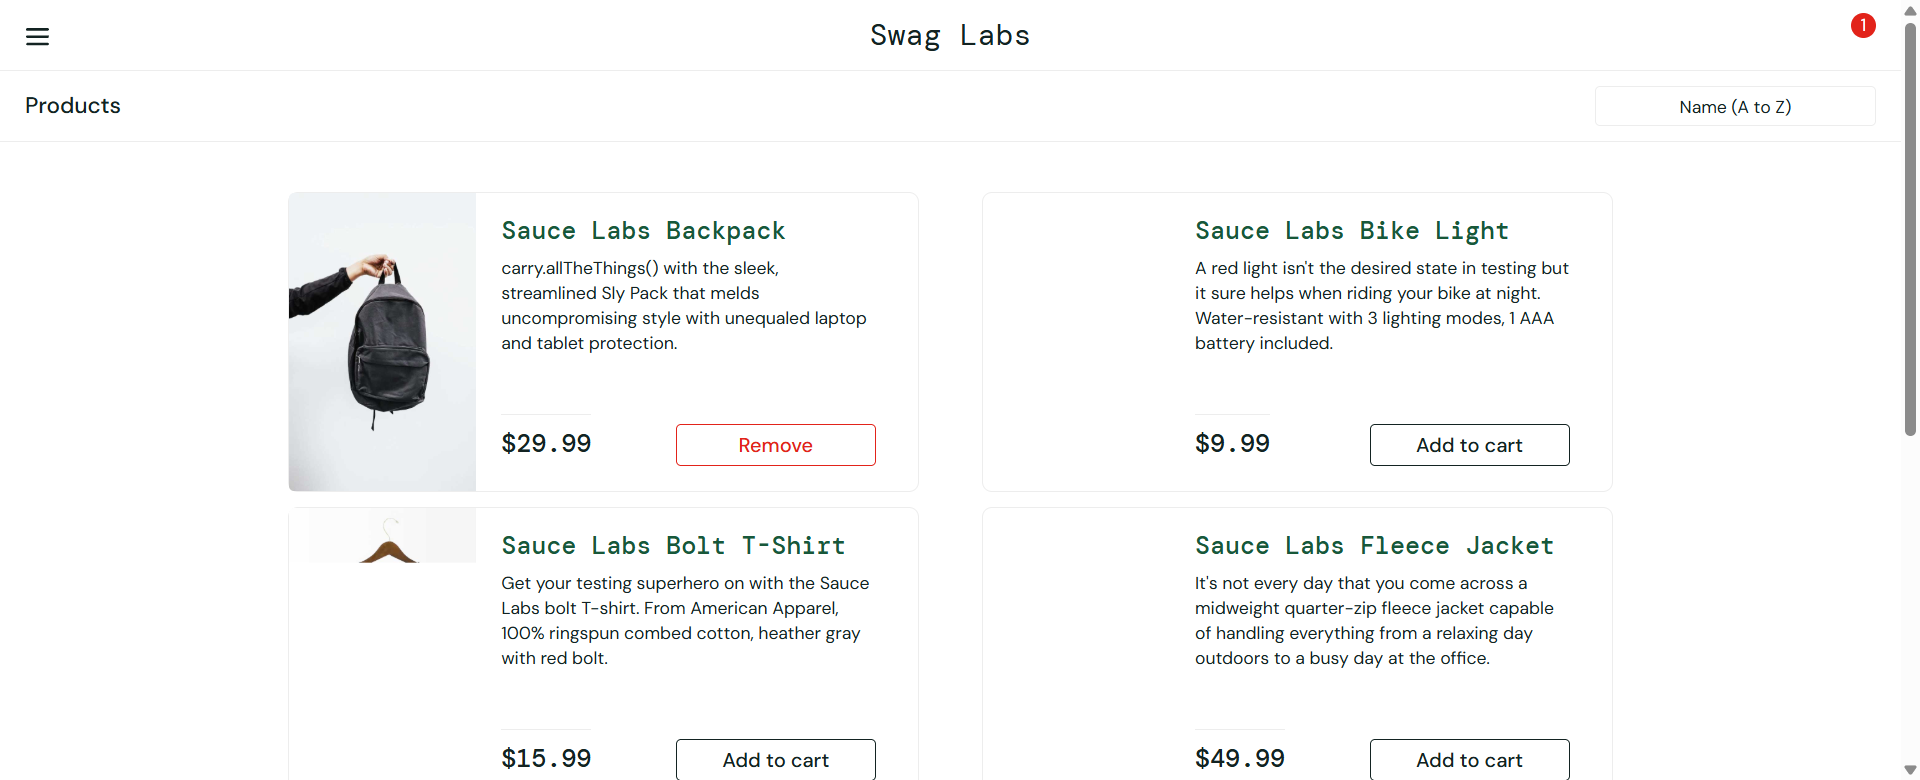 Swag Labs
1
Products
Name (A to Z)
Sauce Labs Backpack
carry.allTheThings() with the sleek,
streamlined Sly Pack that melds
uncompromising style with unequaled laptop
and tablet protection.
$29.99
Remove
Sauce Labs Bike Light
A red light isn't the desired state in testing but
it sure helps when riding your bike at night.
Water-resistant with 3 lighting modes, 1 AAA
battery included.
$9.99
Add to cart
Sauce Labs Bolt T-Shirt
Get your testing superhero on with the Sauce
Labs bolt T-shirt. From American Apparel,
100% ringspun combed cotton, heather gray
with red bolt.
$15.99
Add to cart
Sauce Labs Fleece Jacket
It's not every day that you come across a
midweight quarter-zip fleece jacket capable
of handling everything from a relaxing day
outdoors to a busy day at the office.
$49.99
Add to cart